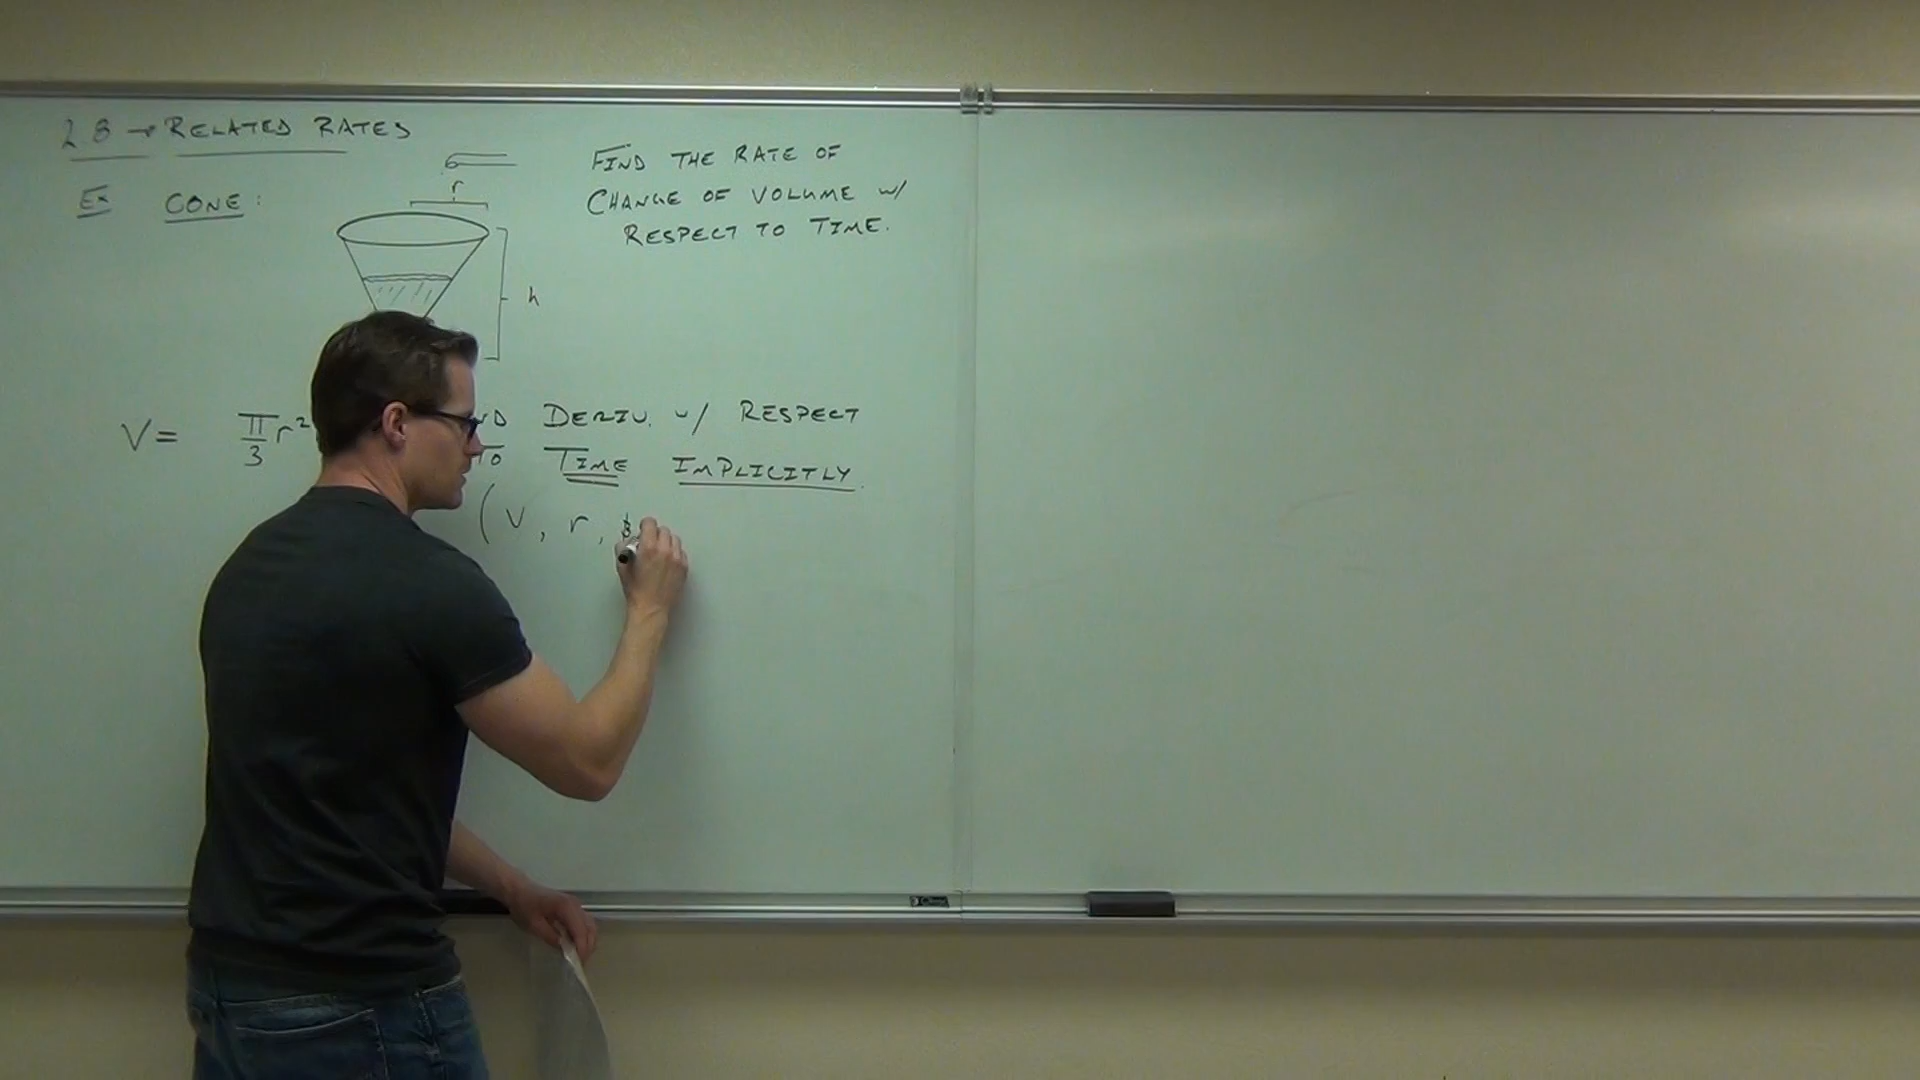 2.8 → RELATED RATES
EX CONE:
r
h
FIND THE RATE OF
CHANGE OF VOLUME W/
RESPECT TO TIME.
V = π/3 r²
DERIV. W/ RESPECT
TO TIME IMPLICITLY.
(V, r,